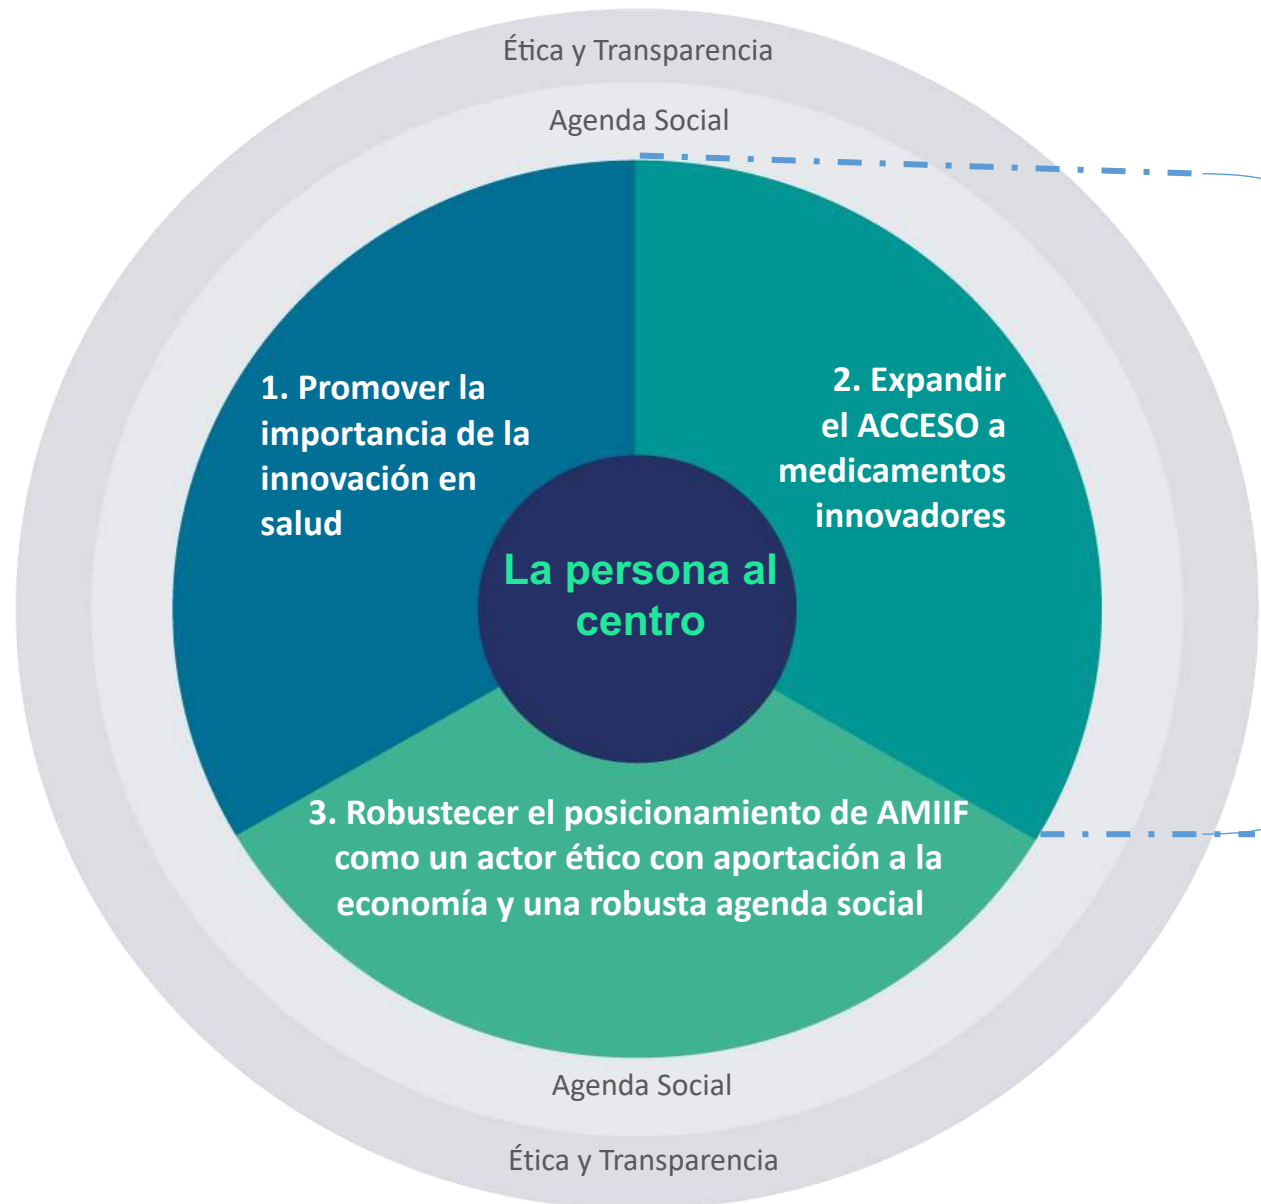 Ética y Transparencia
Agenda Social
1. Promover la
importancia de la
innovación en
salud
2. Expandir
el ACCESO a
medicamentos
innovadores
La persona al
centro
3. Robustecer el posicionamiento de AMIIF
como un actor ético con aportación a la
economía y una robusta agenda social
Agenda Social
Ética y Transparencia